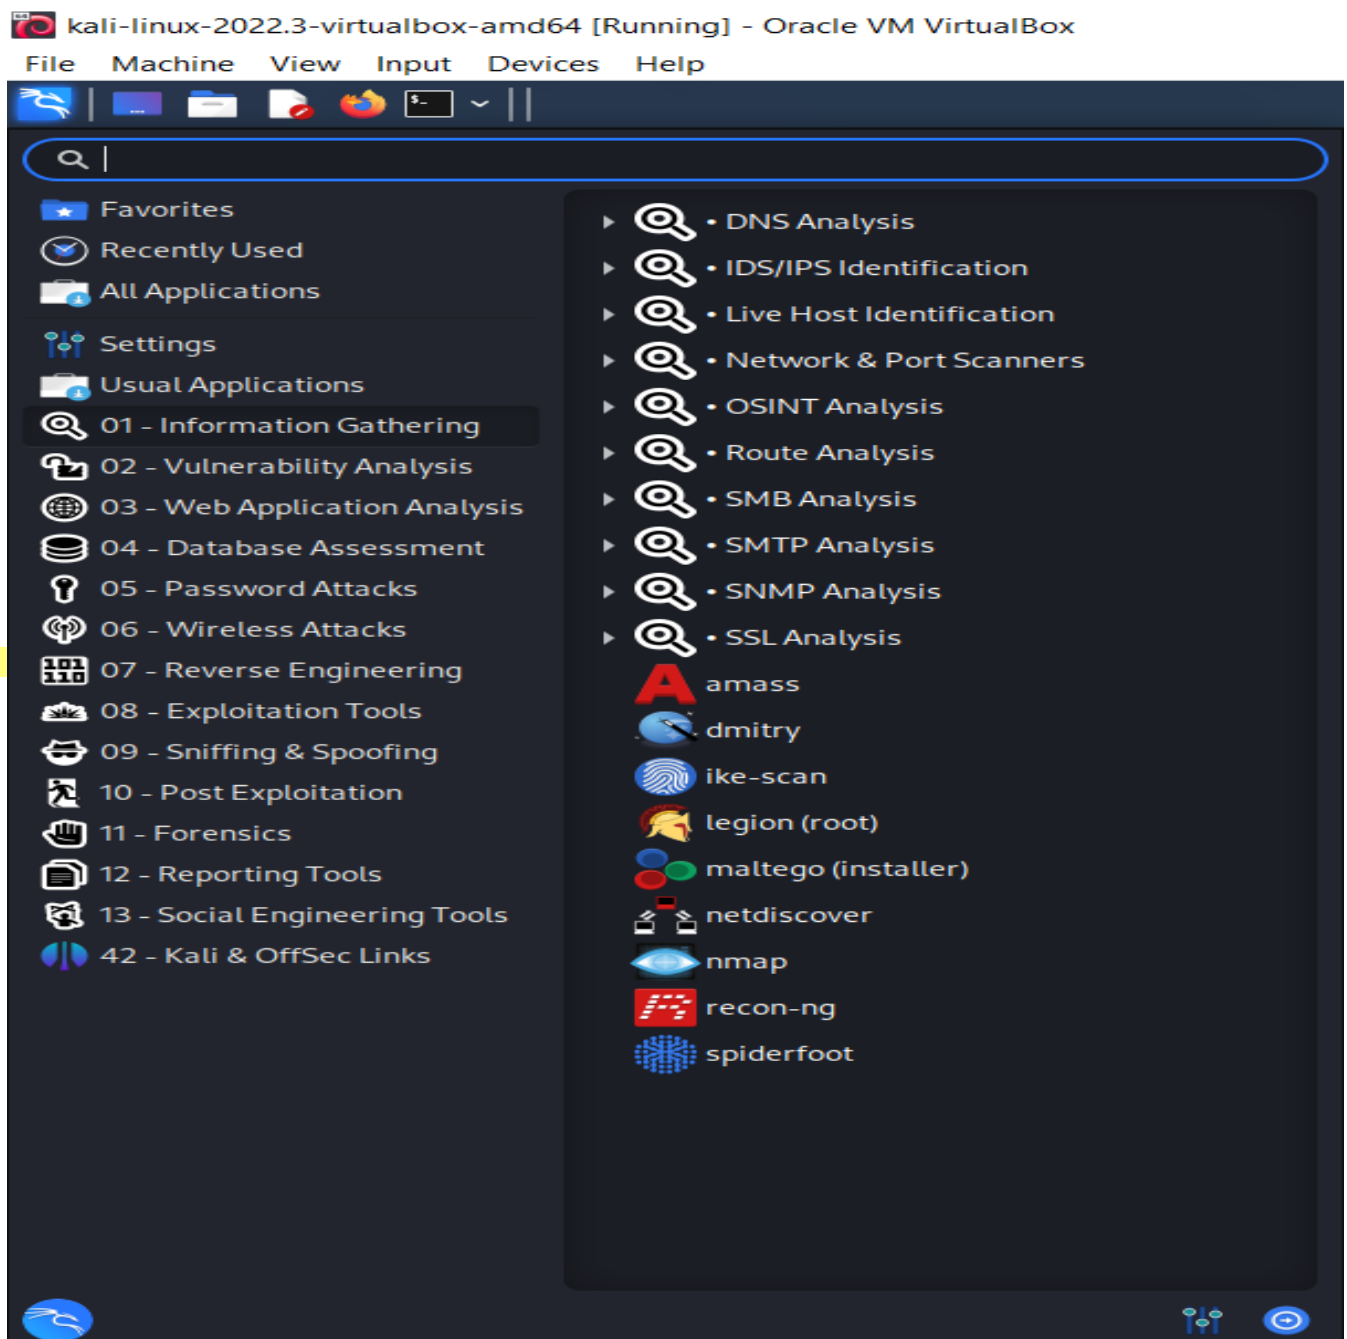 kali-linux-2022.3-virtualbox-amd64 [Running] - Oracle VM VirtualBox
File Machine View Input Devices Help
$-
Favorites
Recently Used
All Applications
Settings
Usual Applications
01 - Information Gathering
02 - Vulnerability Analysis
03 - Web Application Analysis
04 - Database Assessment
05 - Password Attacks
06 - Wireless Attacks
07 - Reverse Engineering
08 - Exploitation Tools
09 - Sniffing & Spoofing
10 - Post Exploitation
11 - Forensics
12 - Reporting Tools
13 - Social Engineering Tools
42 - Kali & OffSec Links
• DNS Analysis
• IDS/IPS Identification
• Live Host Identification
• Network & Port Scanners
• OSINT Analysis
• Route Analysis
• SMB Analysis
• SMTP Analysis
• SNMP Analysis
• SSL Analysis
amass
dmitry
ike-scan
legion (root)
maltego (installer)
netdiscover
nmap
recon-ng
spiderfoot